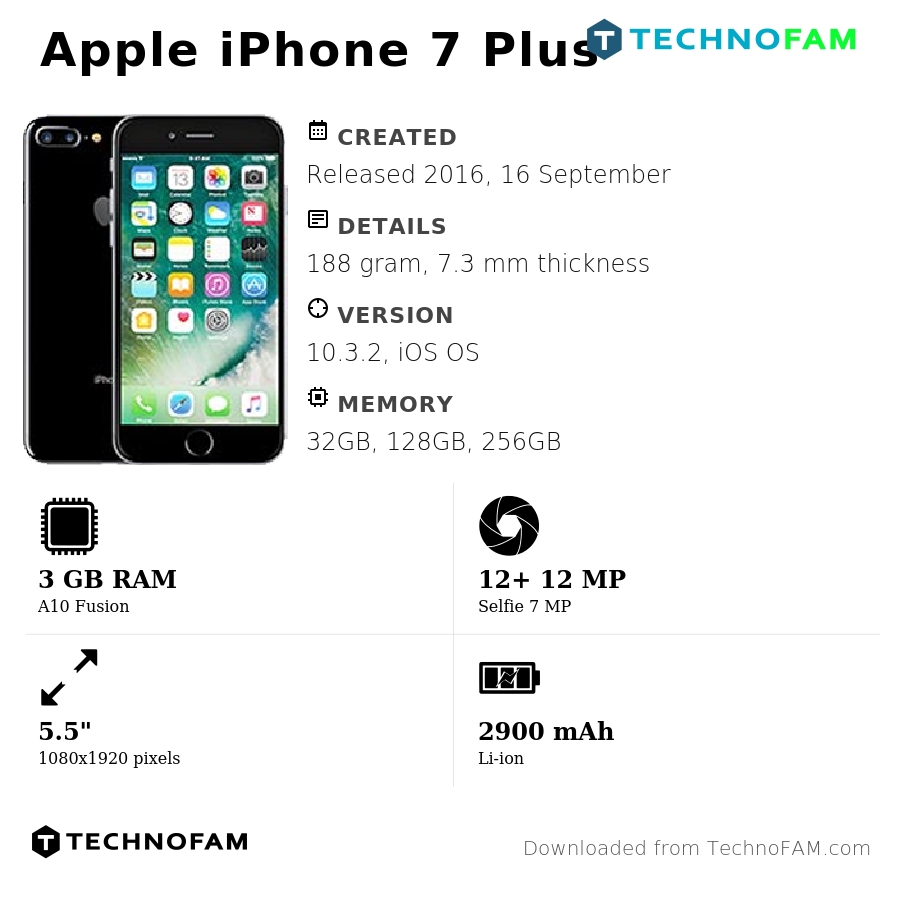 Apple iPhone 7 Plus
TECHNOFAM
CREATED
Released 2016, 16 September
DETAILS
188 gram, 7.3 mm thickness
VERSION
10.3.2, iOS OS
MEMORY
32GB, 128GB, 256GB
3 GB RAM
A10 Fusion
12+ 12 MP
Selfie 7 MP
5.5"
1080x1920 pixels
2900 mAh
Li-ion
TECHNOFAM
Downloaded from TechnoFAM.com